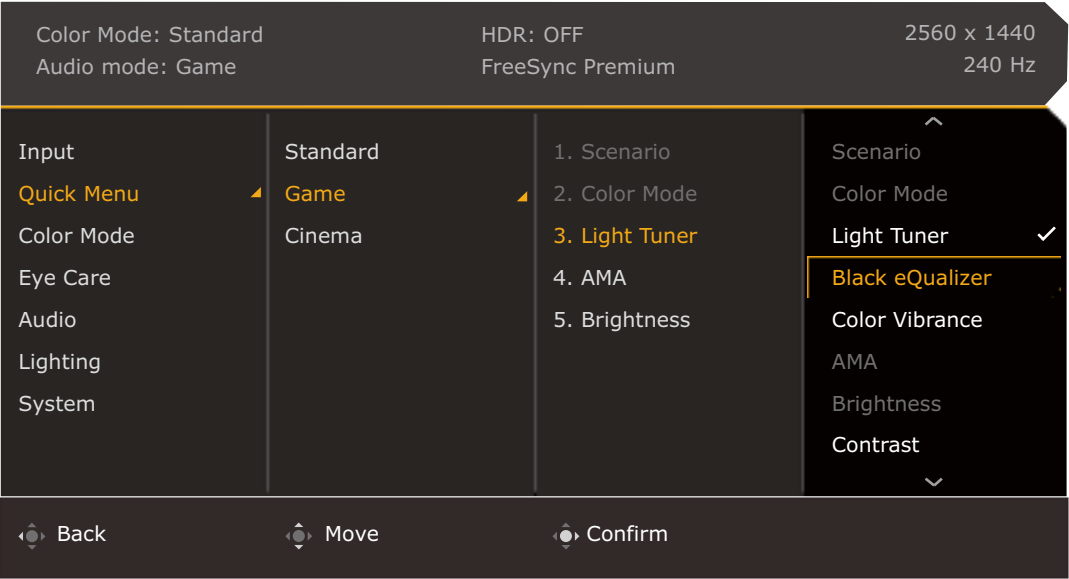 Color Mode: Standard HDR: OFF 2560 x 1440
Audio mode: Game FreeSync Premium 240 Hz
Input
Quick Menu
Color Mode
Eye Care
Audio
Lighting
System
Standard
Game
Cinema
1. Scenario
2. Color Mode
3. Light Tuner
4. AMA
5. Brightness
Scenario
Color Mode
Light Tuner
Black eQualizer
Color Vibrance
AMA
Brightness
Contrast
Back Move Confirm